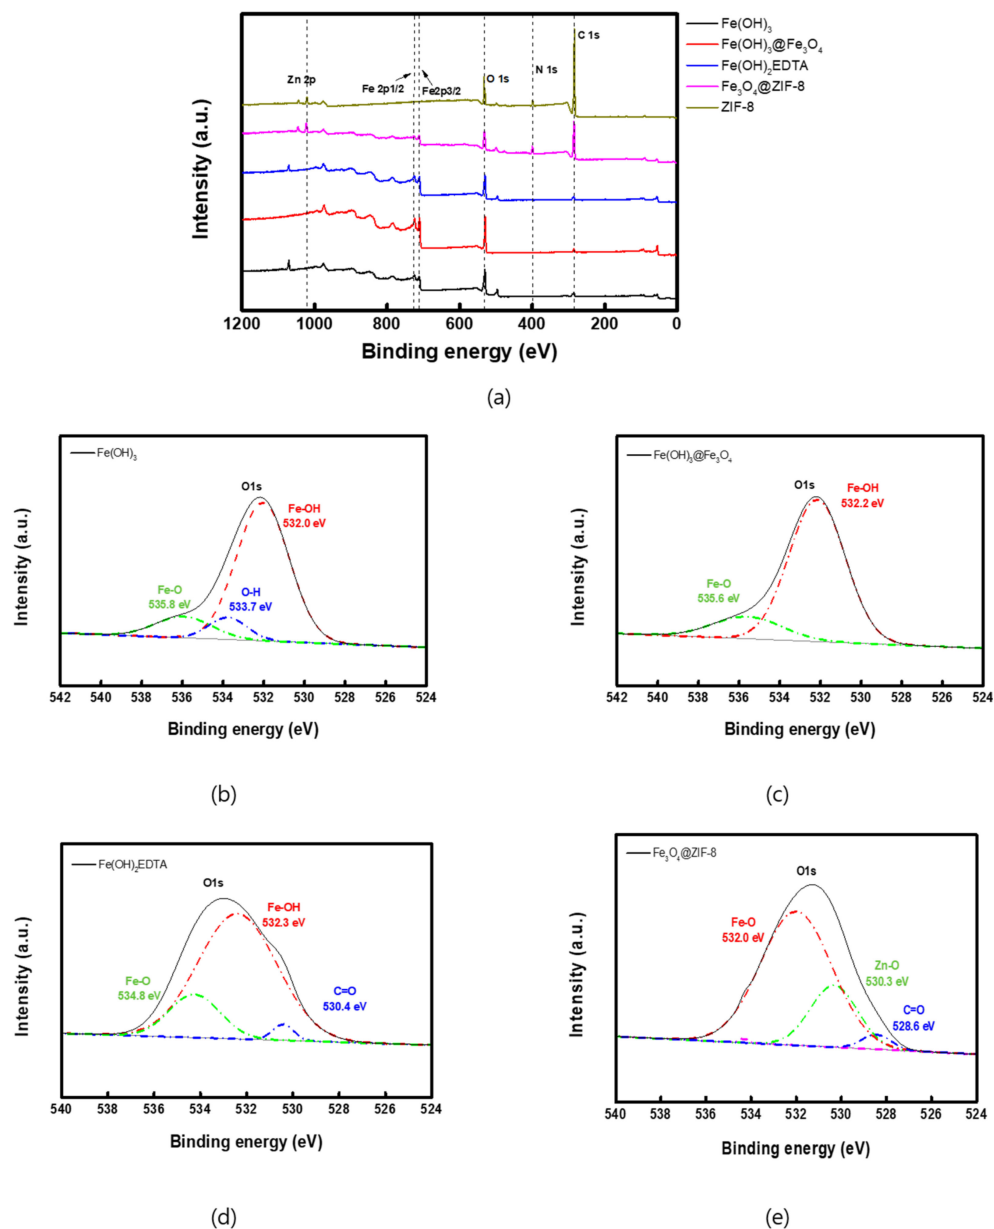 Fe(OH)₃
Fe(OH)₃@Fe₃O₄
Fe(OH)₂EDTA
Fe₃O₄@ZIF-8
ZIF-8
C 1s
N 1s
O 1s
Zn 2p
Fe 2p1/2
Fe2p3/2
Intensity (a.u.)
1200 1000 800 600 400 200 0
Binding energy (eV)
(a)
Fe(OH)₃
O1s
Fe-OH
532.0 eV
Fe-O
535.8 eV
O-H
533.7 eV
Intensity (a.u.)
542 540 538 536 534 532 530 528 526 524
Binding energy (eV)
(b)
Fe(OH)₃@Fe₃O₄
O1s
Fe-OH
532.2 eV
Fe-O
535.6 eV
Intensity (a.u.)
542 540 538 536 534 532 530 528 526 524
Binding energy (eV)
(c)
Fe(OH)₂EDTA
O1s
Fe-OH
532.3 eV
Fe-O
534.8 eV
C=O
530.4 eV
Intensity (a.u.)
540 538 536 534 532 530 528 526 524
Binding energy (eV)
(d)
Fe₃O₄@ZIF-8
O1s
Fe-O
532.0 eV
Zn-O
530.3 eV
C=O
528.6 eV
Intensity (a.u.)
540 538 536 534 532 530 528 526 524
Binding energy (eV)
(e)